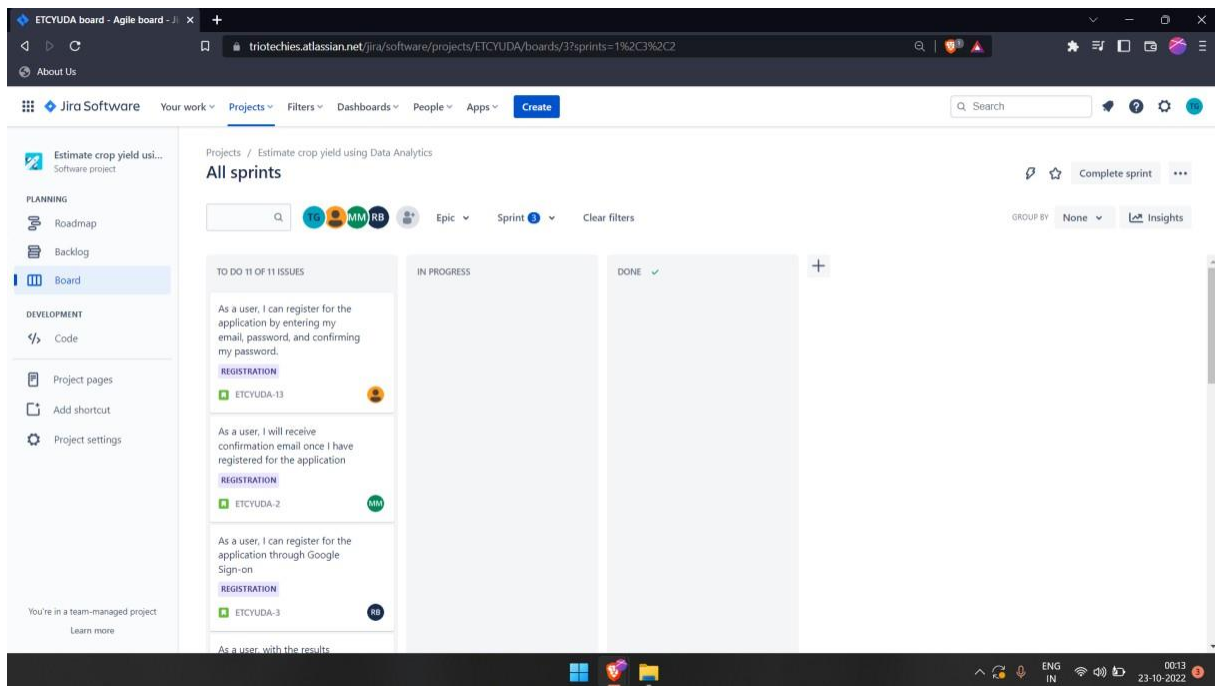 ETCYUDA board - Agile board - Ji
triotechies.atlassian.net/jira/software/projects/ETCYUDA/boards/3?sprints=1%2C3%2C2
About Us
Jira Software Your work Projects Filters Dashboards People Apps Create Search TG
Estimate crop yield usi...
Software project
PLANNING
Roadmap
Backlog
Board
DEVELOPMENT
Code
Project pages
Add shortcut
Project settings
You're in a team-managed project
Learn more
Projects / Estimate crop yield using Data Analytics
All sprints
Complete sprint
TG MM RB Epic Sprint 3 Clear filters GROUP BY None Insights
TO DO 11 OF 11 ISSUES
As a user, I can register for the
application by entering my
email, password, and confirming
my password.
REGISTRATION
ETCYUDA-13
As a user, I will receive
confirmation email once I have
registered for the application
REGISTRATION
ETCYUDA-2 MM
As a user, I can register for the
application through Google
Sign-on
REGISTRATION
ETCYUDA-3 RB
As a user, with the results
IN PROGRESS
DONE
ENG
IN
00:13
23-10-2022
3